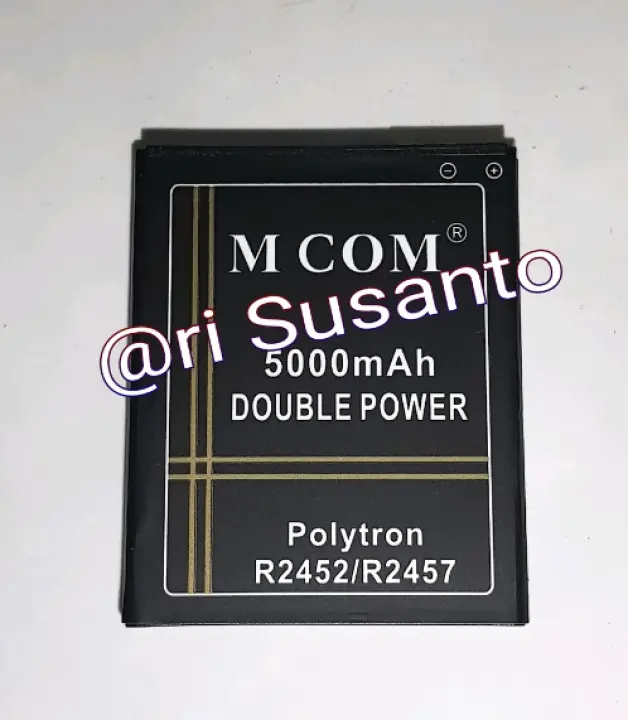 M COM®
@ri Susanto
5000mAh
DOUBLE POWER
Polytron
R2452/R2457